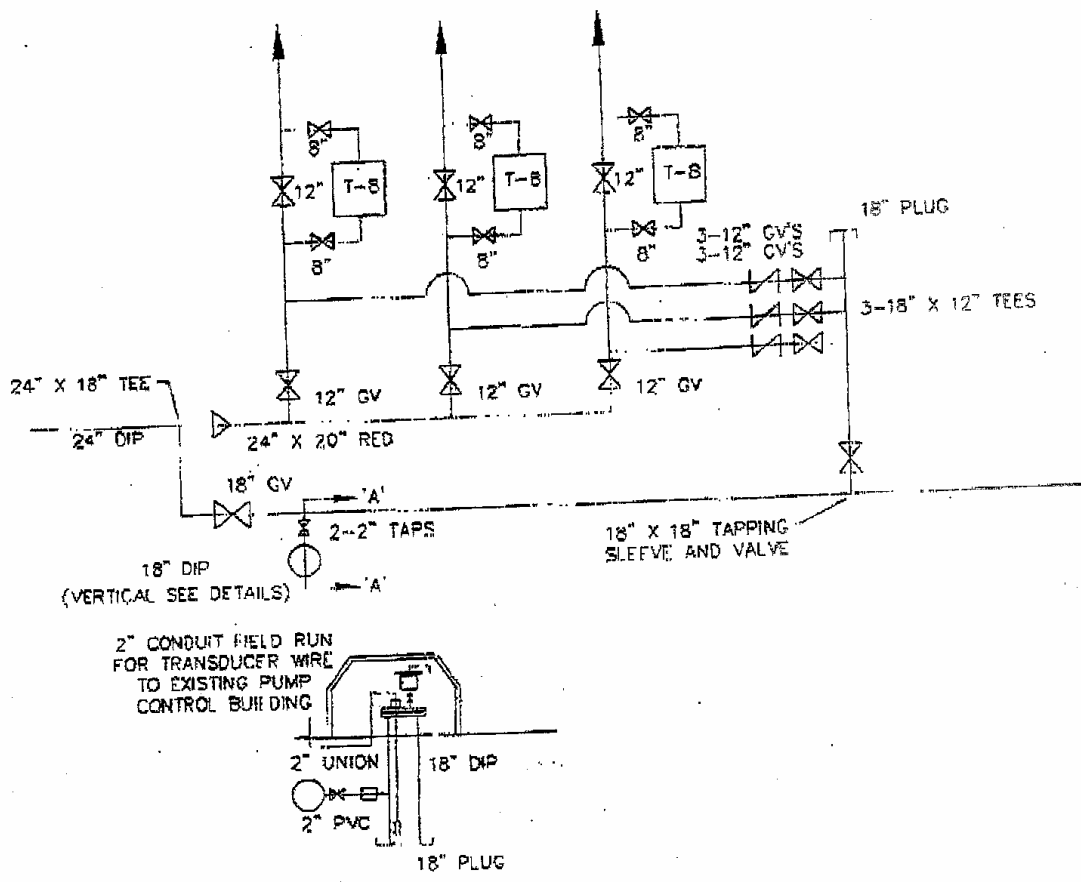 8"
8"
8"
T-8
T-8
T-8
12"
12"
12"
8"
8"
8"
18" PLUG
3-12" GV'S
3-12" CV'S
3-18" X 12" TEES
24" X 18" TEE
12" GV
12" GV
12" GV
24" DIP
24" X 20" RED
18" GV
'A'
2-2" TAPS
18" X 18" TAPPING
SLEEVE AND VALVE
18" DIP
(VERTICAL SEE DETAILS)
'A'
2" CONDUIT FIELD RUN
FOR TRANSDUCER WIRE
TO EXISTING PUMP
CONTROL BUILDING
2" UNION
18" DIP
2" PVC
18" PLUG